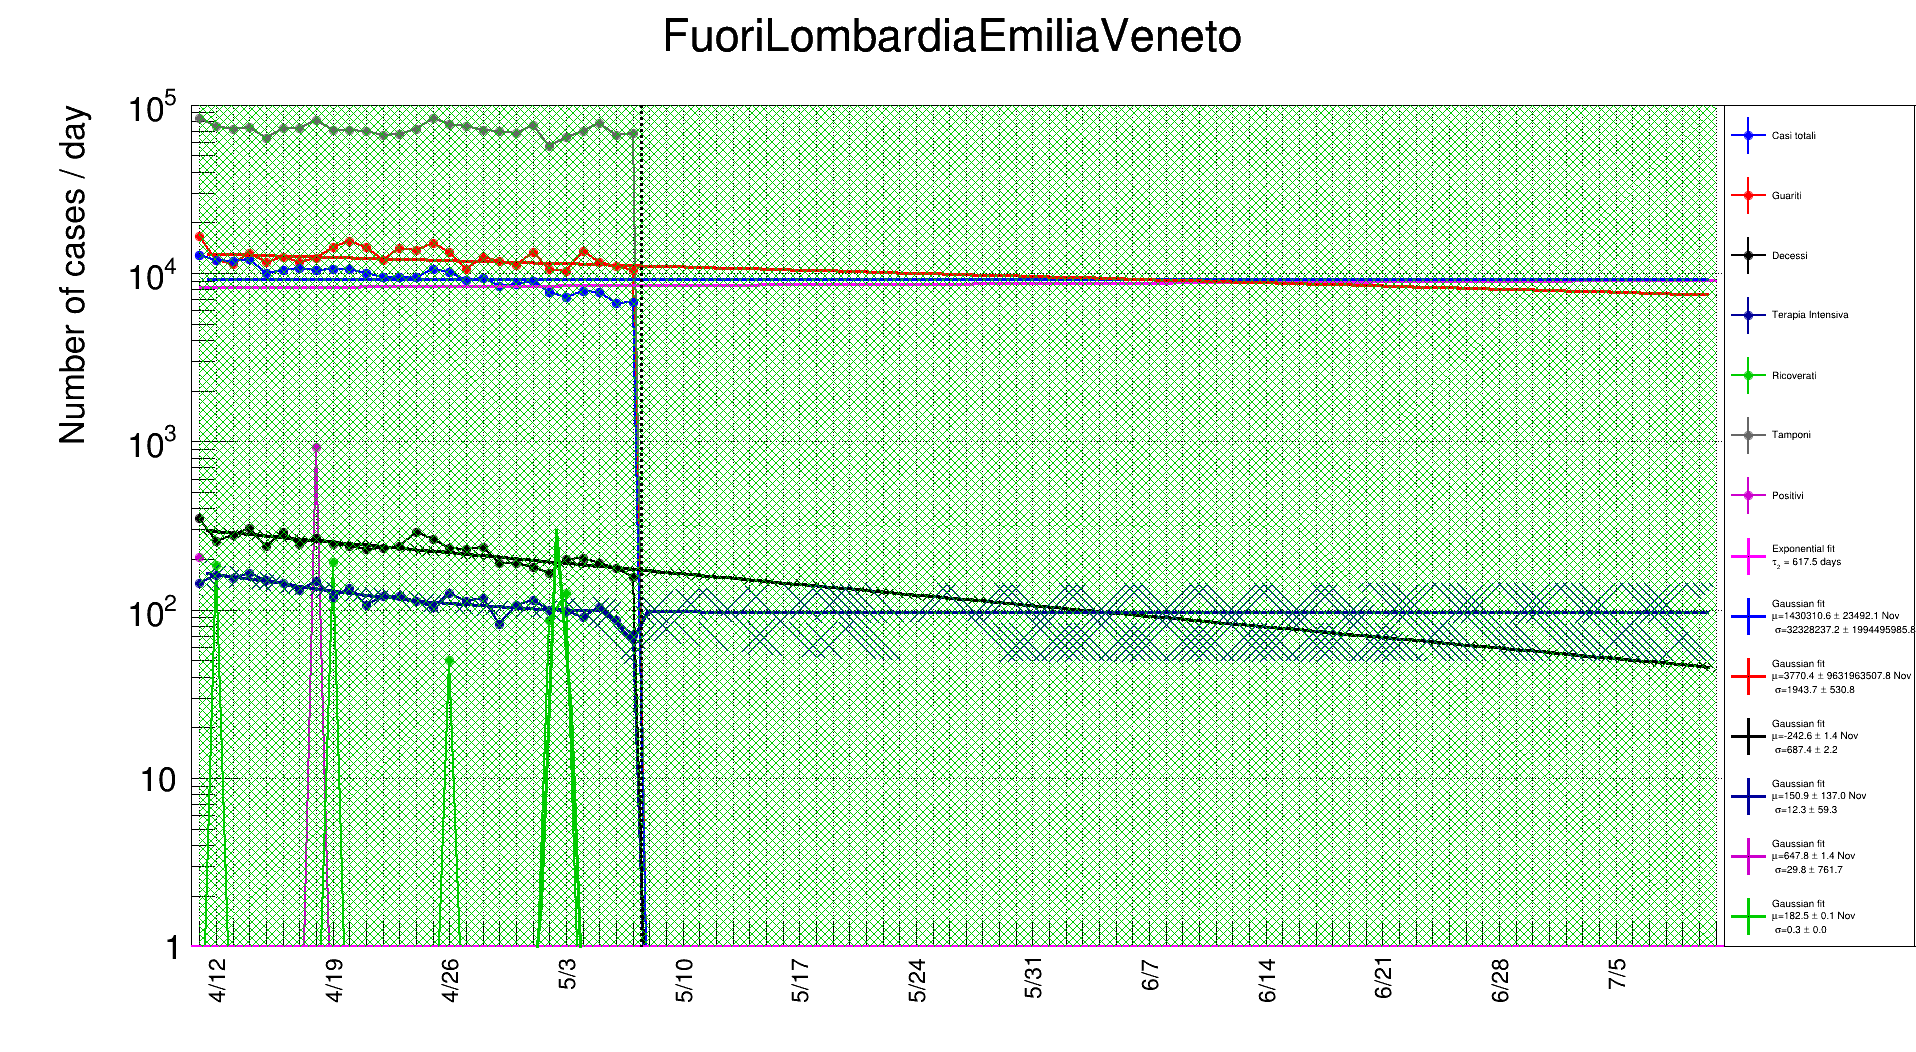 FuoriLombardiaEmiliaVeneto
Number of cases / day
10^5
10^4
10^3
10^2
10
1
4/12
4/19
4/26
5/3
5/10
5/17
5/24
5/31
6/7
6/14
6/21
6/28
7/5
Casi totali
Guariti
Decessi
Terapia Intensiva
Ricoverati
Tamponi
Positivi
Exponential fit
τ₂ = 617.5 days
Gaussian fit
μ=1430310.6 ± 23492.1 Nov
σ=32328237.2 ± 1994495985.8
Gaussian fit
μ=3770.4 ± 9631963507.8 Nov
σ=1943.7 ± 530.8
Gaussian fit
μ=-242.6 ± 1.4 Nov
σ=687.4 ± 2.2
Gaussian fit
μ=150.9 ± 137.0 Nov
σ=12.3 ± 59.3
Gaussian fit
μ=647.8 ± 1.4 Nov
σ=29.8 ± 761.7
Gaussian fit
μ=182.5 ± 0.1 Nov
σ=0.3 ± 0.0